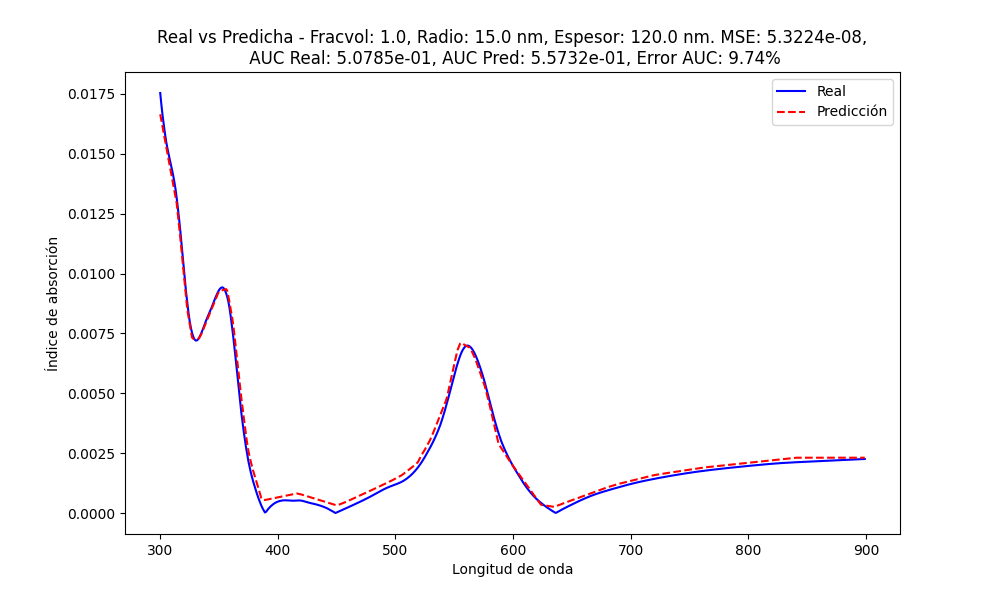 Real vs Predicha - Fracvol: 1.0, Radio: 15.0 nm, Espesor: 120.0 nm. MSE: 5.3224e-08,
AUC Real: 5.0785e-01, AUC Pred: 5.5732e-01, Error AUC: 9.74%
Real
Predicción
Índice de absorción
0.0175
0.0150
0.0125
0.0100
0.0075
0.0050
0.0025
0.0000
300 400 500 600 700 800 900
Longitud de onda